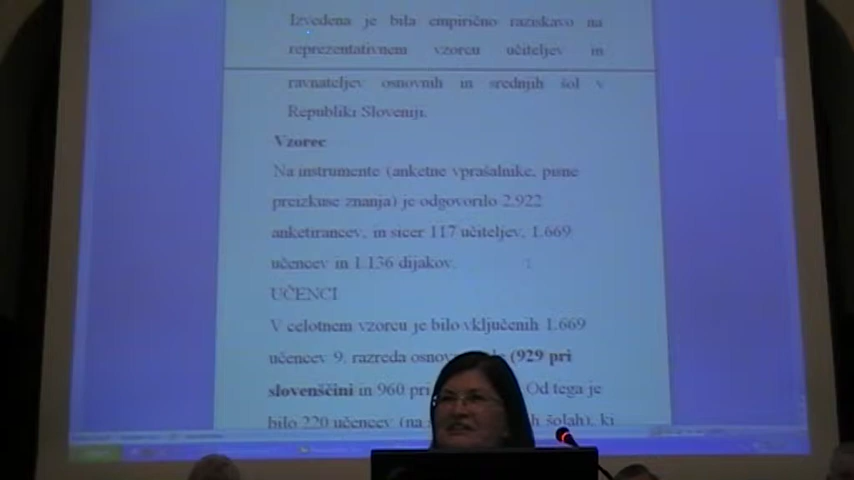 Izvedena je bila empirično raziskavo na
reprezentativnem vzorcu učiteljev in
ravnateljev osnovnih in srednjih šol v
Republiki Sloveniji.
Vzorec
Na instrumente (anketne vprašalnike, pisne
preizkuse znanja) je odgovorilo 2.922
anketirancev, in sicer 117 učiteljev, 1.669
učencev in 1.136 dijakov.
UČENCI
V celotnem vzorcu je bilo vključenih 1.669
učencev 9. razreda (929 pri
slovenščini in 960 pri Od tega je
bilo 220 učencev (na šolah), ki